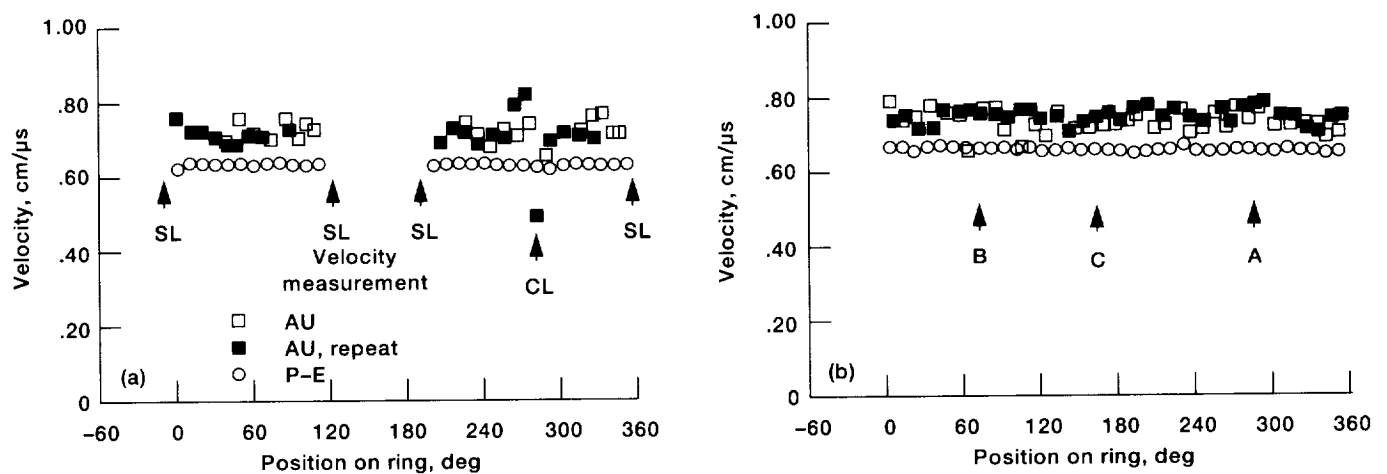 1.00
.80
.60
.40
.20
0
Velocity, cm/μs
SL
SL
SL
SL
Velocity
measurement
CL
AU
AU, repeat
P-E
(a)
-60
0
60
120
180
240
300
360
Position on ring, deg
1.00
.80
.60
.40
.20
0
Velocity, cm/μs
B
C
A
(b)
-60
0
60
120
180
240
300
360
Position on ring, deg